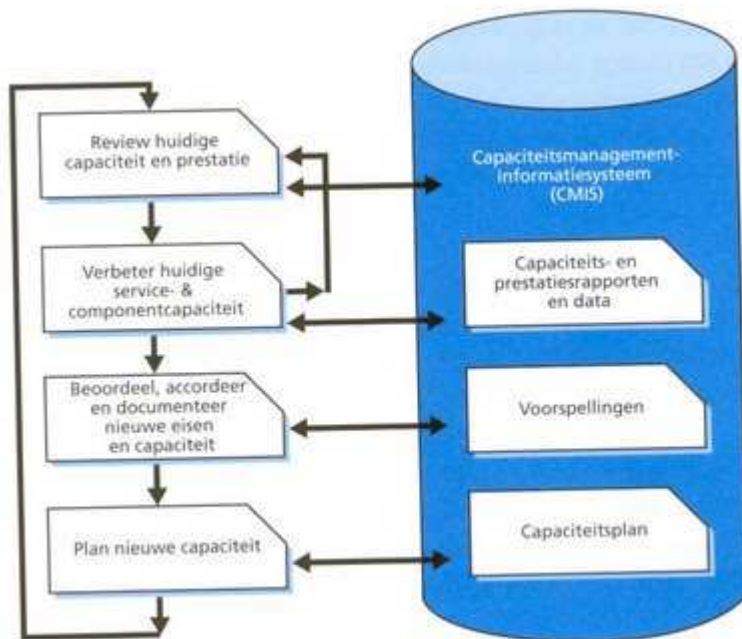 Review huidige
capaciteit en prestatie
Verbeter huidige
service- &
componentcapaciteit
Beoordeel, accordeer
en documenteer
nieuwe eisen
en capaciteit
Plan nieuwe capaciteit
Capaciteitsmanagement-
informatiesysteem
(CMIS)
Capaciteits- en
prestatiesrapporten
en data
Voorspellingen
Capaciteitsplan